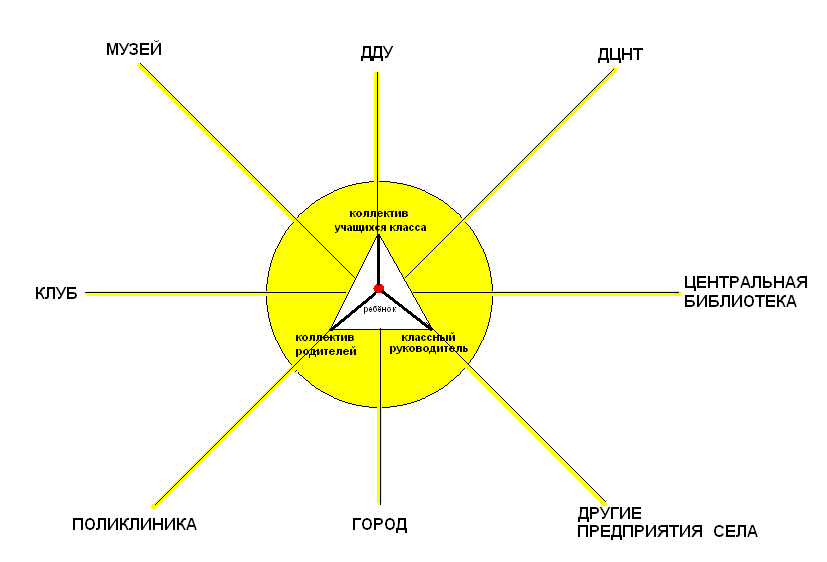 МУЗЕЙ
ДДУ
ДЦНТ
коллектив
учащихся класса
КЛУБ
ЦЕНТРАЛЬНАЯ
БИБЛИОТЕКА
ребёнок
коллектив
родителей
классный
руководитель
ПОЛИКЛИНИКА
ГОРОД
ДРУГИЕ
ПРЕДПРИЯТИЯ СЕЛА